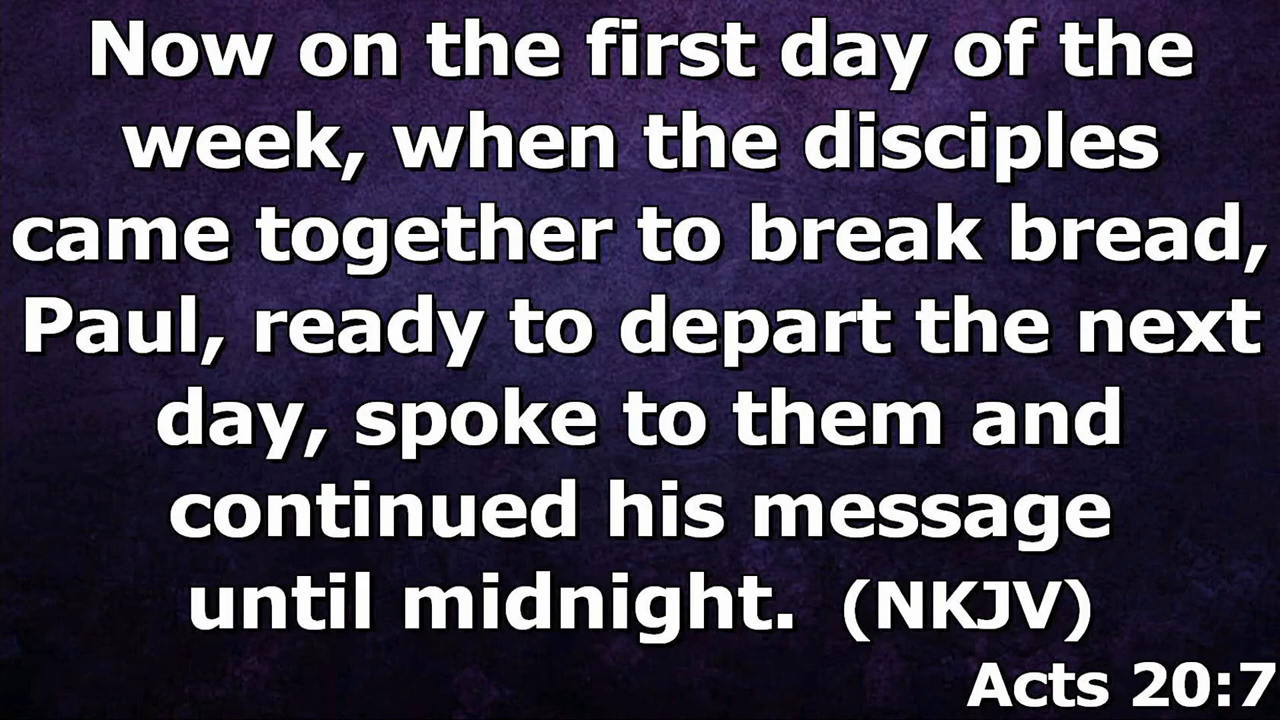 Now on the first day of the
week, when the disciples
came together to break bread,
Paul, ready to depart the next
day, spoke to them and
continued his message
until midnight.  (NKJV)
Acts 20:7